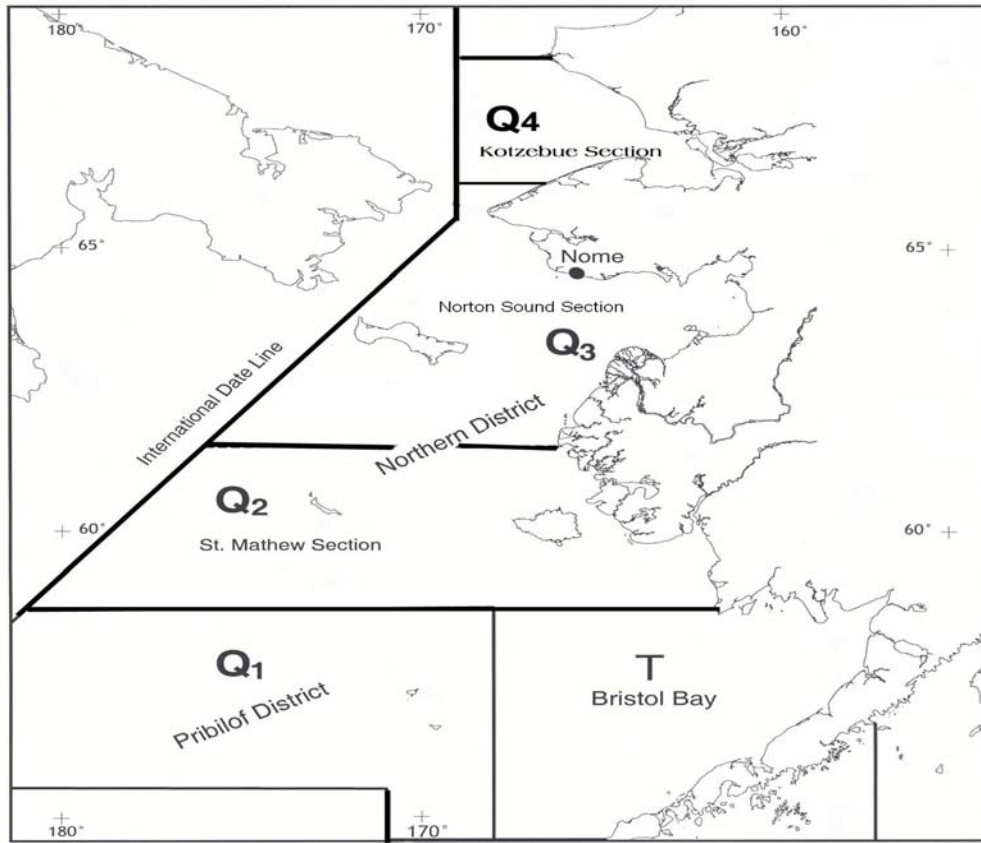 180°
170°
160°
Q4
Kotzebue Section
65°
65°
Nome
Norton Sound Section
Q3
International Date Line
Northern District
Q2
60°
60°
St. Mathew Section
Q1
T
Pribilof District
Bristol Bay
180°
170°